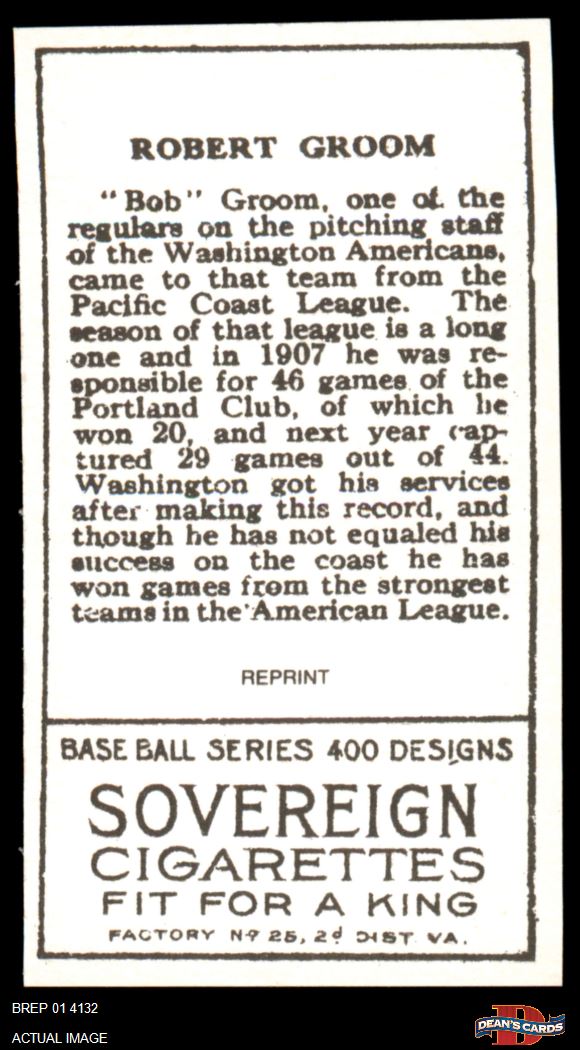 ROBERT GROOM
"Bob" Groom, one of the
regulars on the pitching staff
of the Washington Americans,
came to that team from the
Pacific Coast League. The
season of that league is a long
one and in 1907 he was re-
sponsible for 46 games of the
Portland Club, of which he
won 20, and next year cap-
tured 29 games out of 44.
Washington got his services
after making this record, and
though he has not equaled his
success on the coast he has
won games from the strongest
teams in the American League.
REPRINT
BASE BALL SERIES 400 DESIGNS
SOVEREIGN
CIGARETTES
FIT FOR A KING
FACTORY Nº 25, 2d DIST. VA.
BREP 01 4132
ACTUAL IMAGE
D
DEAN'S CARDS